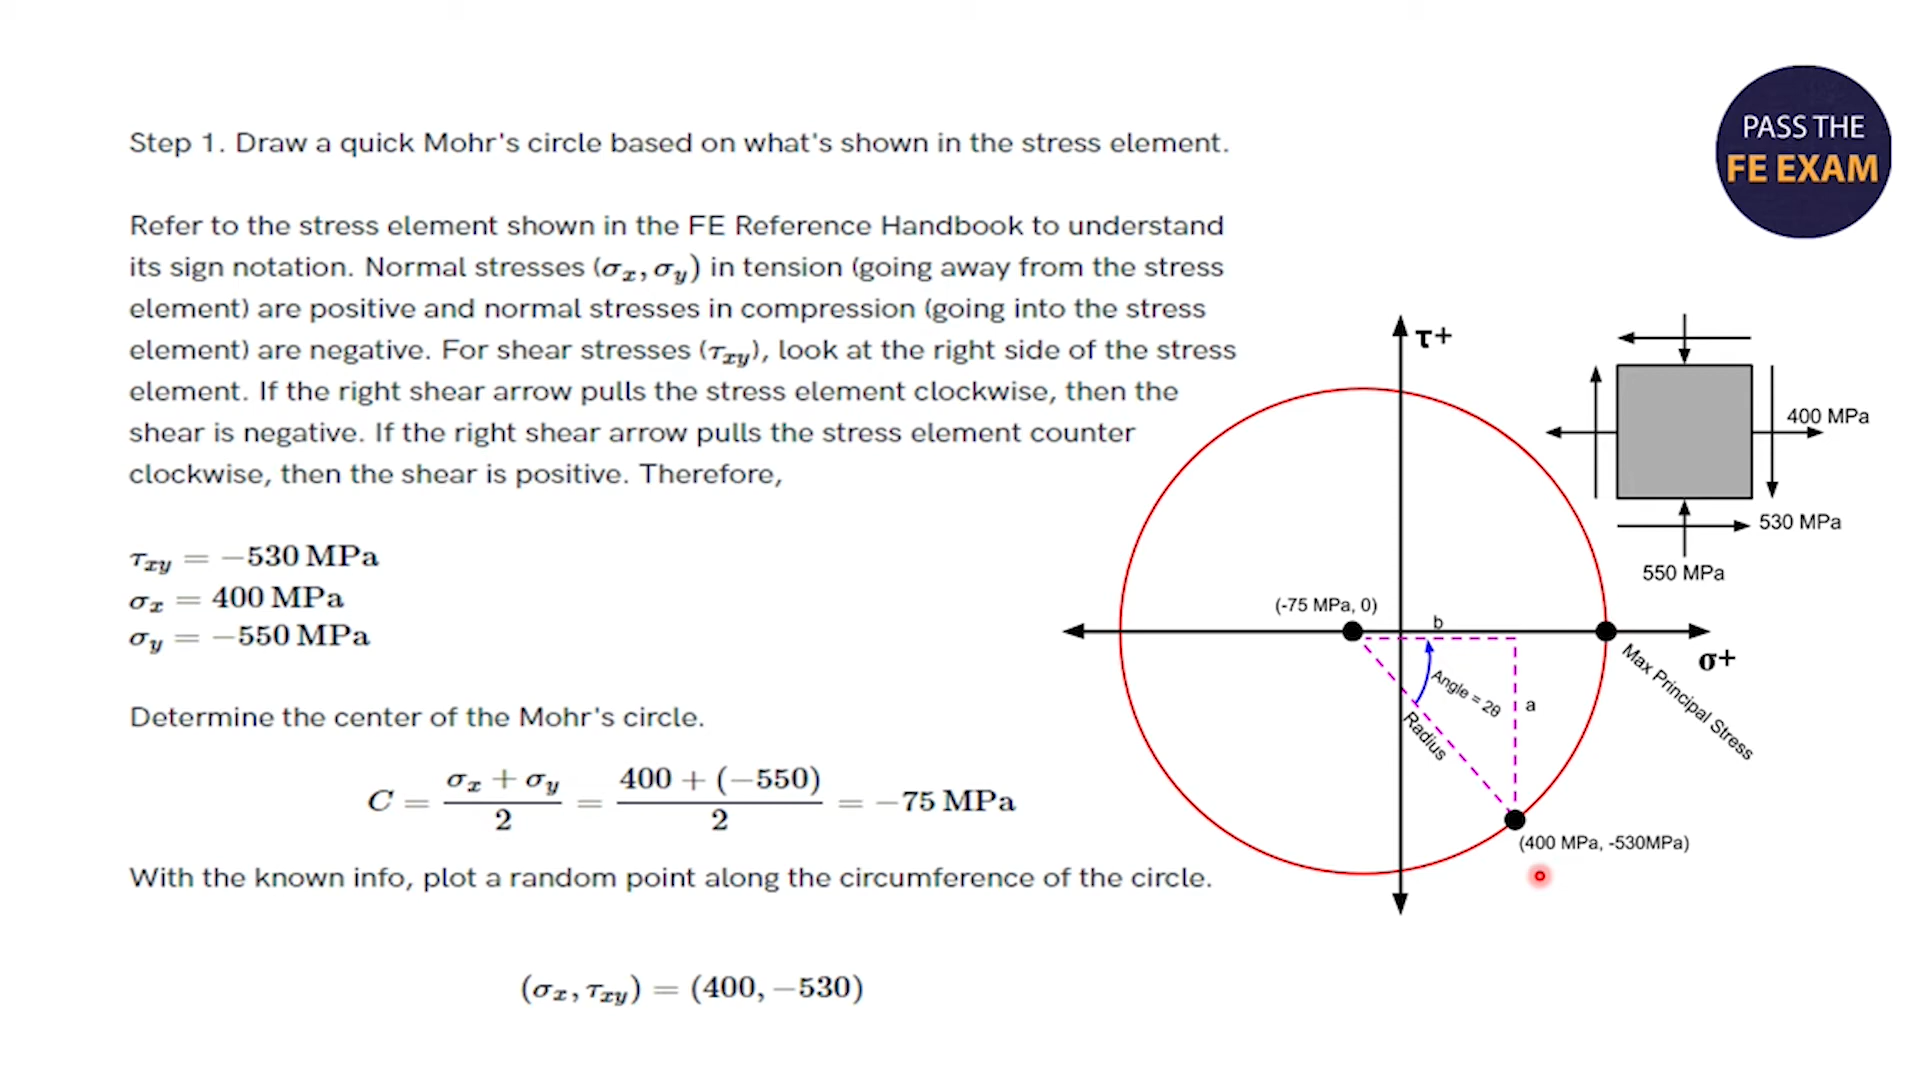 PASS THE
FE EXAM
Step 1. Draw a quick Mohr's circle based on what's shown in the stress element.
Refer to the stress element shown in the FE Reference Handbook to understand
its sign notation. Normal stresses (σx, σy) in tension (going away from the stress
element) are positive and normal stresses in compression (going into the stress
element) are negative. For shear stresses (τxy), look at the right side of the stress
element. If the right shear arrow pulls the stress element clockwise, then the
shear is negative. If the right shear arrow pulls the stress element counter
clockwise, then the shear is positive. Therefore,
τxy = −530 MPa
σx = 400 MPa
σy = −550 MPa
Determine the center of the Mohr's circle.
C = (σx + σy)/2 = (400 + (−550))/2 = −75 MPa
With the known info, plot a random point along the circumference of the circle.
(σx, τxy) = (400, −530)
τ+
400 MPa
530 MPa
550 MPa
(-75 MPa, 0)
b
σ+
Max Principal Stress
Angle = 2θ
a
Radius
(400 MPa, -530MPa)